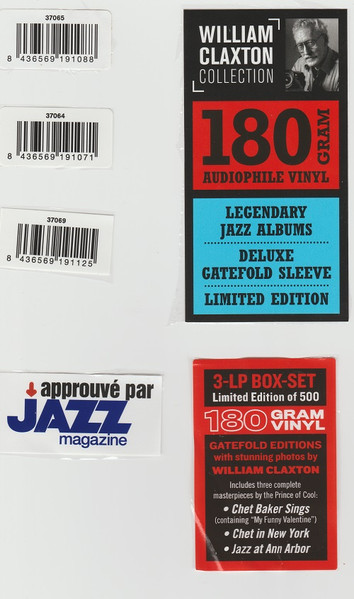 37065
8 436569 191088
37064
8 436569 191071
37069
8 436569 191125
WILLIAM
CLAXTON
COLLECTION
180 GRAM
AUDIOPHILE VINYL
LEGENDARY
JAZZ ALBUMS
DELUXE
GATEFOLD SLEEVE
LIMITED EDITION
approuvé par
JAZZ
magazine
3-LP BOX-SET
Limited Edition of 500
180 GRAM
VINYL
GATEFOLD EDITIONS
with stunning photos by
WILLIAM CLAXTON
Includes three complete
masterpieces by the Prince of Cool:
• Chet Baker Sings
(containing "My Funny Valentine")
• Chet in New York
• Jazz at Ann Arbor